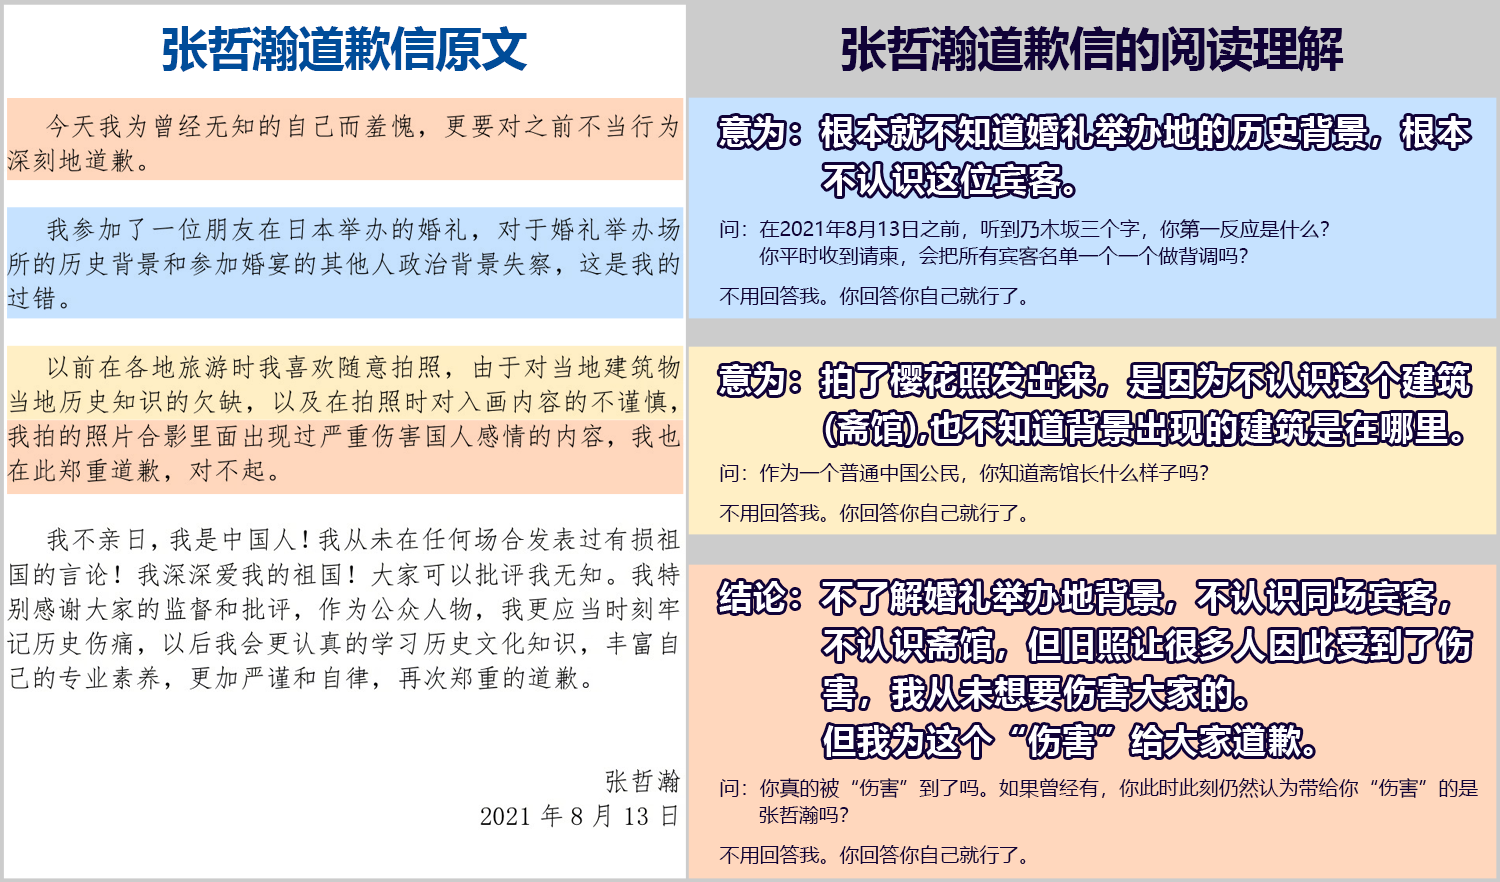 张哲瀚道歉信原文
今天我为曾经无知的自己而羞愧，更要对之前不当行为
深刻地道歉。
我参加了一位朋友在日本举办的婚礼，对于婚礼举办场
所的历史背景和参加婚宴的其他人政治背景失察，这是我的
过错。
以前在各地旅游时我喜欢随意拍照，由于对当地建筑物
当地历史知识的欠缺，以及在拍照时对入画内容的不谨慎，
我拍的照片合影里面出现过严重伤害国人感情的内容，我也
在此郑重道歉，对不起。
我不亲日，我是中国人！我从未在任何场合发表过有损祖
国的言论！我深深爱我的祖国！大家可以批评我无知。我特
别感谢大家的监督和批评，作为公众人物，我更应当时刻牢
记历史伤痛，以后我会更认真的学习历史文化知识，丰富自
己的专业素养，更加严谨和自律，再次郑重的道歉。
张哲瀚
2021 年 8 月 13 日
张哲瀚道歉信的阅读理解
意为：根本就不知道婚礼举办地的历史背景，根本
不认识这位宾客。
问：在2021年8月13日之前，听到乃木坂三个字，你第一反应是什么？
你平时收到请柬，会把所有宾客名单一个一个做背调吗？
不用回答我。你回答你自己就行了。
意为：拍了樱花照发出来，是因为不认识这个建筑
(斋馆),也不知道背景出现的建筑是在哪里。
问：作为一个普通中国公民，你知道斋馆长什么样子吗？
不用回答我。你回答你自己就行了。
结论：不了解婚礼举办地背景，不认识同场宾客，
不认识斋馆，但旧照让很多人因此受到了伤
害，我从未想要伤害大家的。
但我为这个“伤害”给大家道歉。
问：你真的被“伤害”到了吗。如果曾经有，你此时此刻仍然认为带给你“伤害”的是
张哲瀚吗？
不用回答我。你回答你自己就行了。